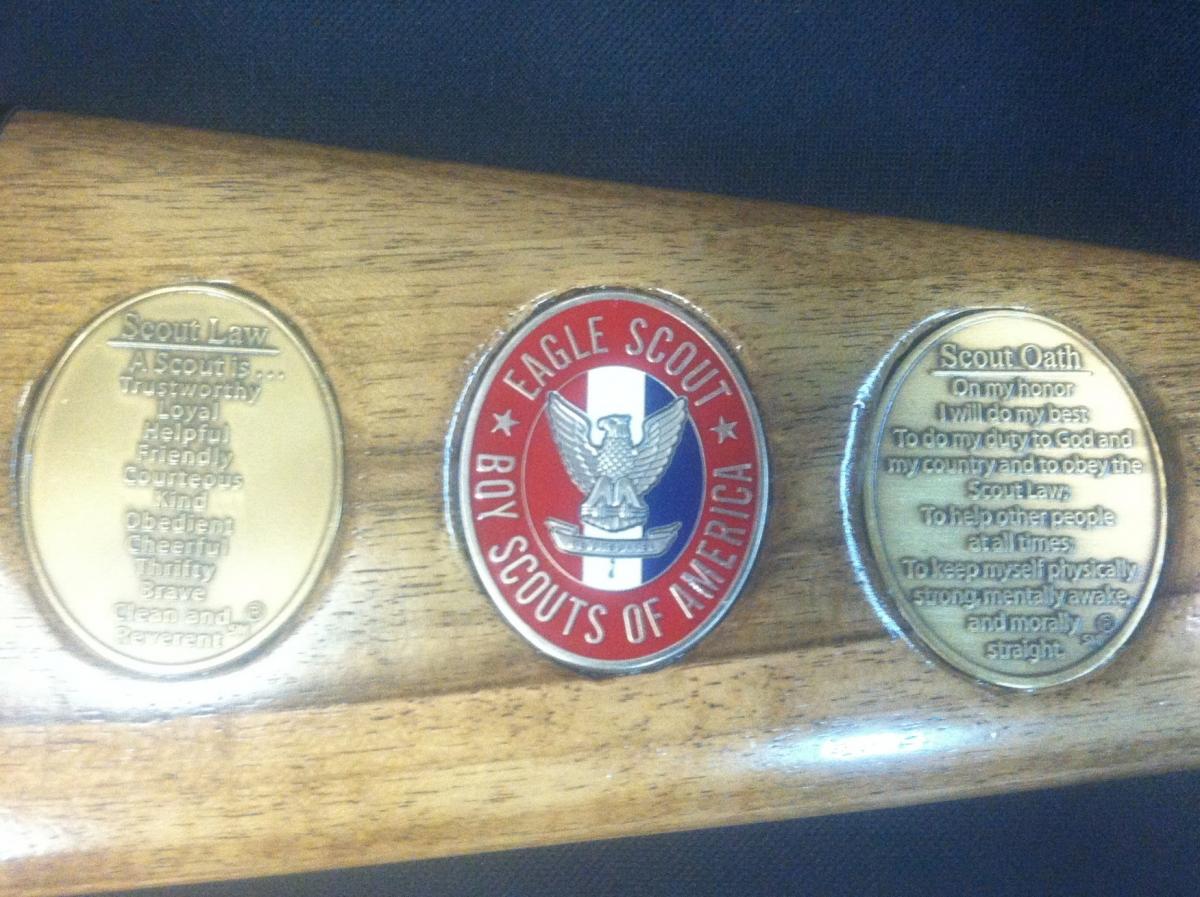 Scout Law
A Scout is...
Trustworthy
Loyal
Helpful
Friendly
Courteous
Kind
Obedient
Cheerful
Thrifty
Brave
Clean and ®
Reverent SM
EAGLE SCOUT
BOY SCOUTS OF AMERICA
Scout Oath
On my honor
I will do my best
To do my duty to God and
my country and to obey the
Scout Law;
To help other people
at all times;
To keep myself physically
strong, mentally awake,
and morally ®
straight. SM